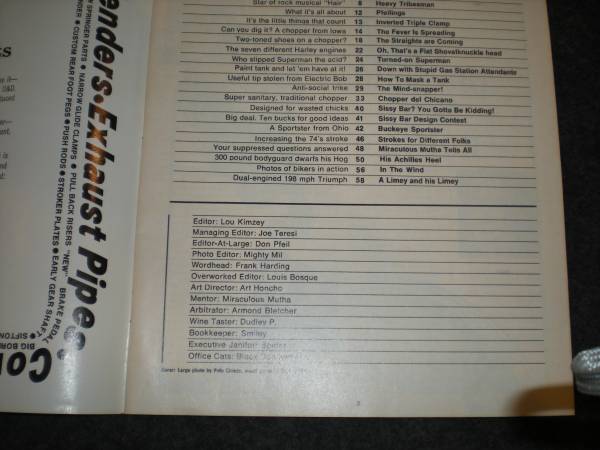 Star of rock musical "Hair" 8 Heavy Tribesman
What it's all about 12 Pfeilings
It's the little things that count 13 Inverted Triple Clamp
Can you dig it? A chopper from Iowa 14 The Fever Is Spreading
Two-toned shoes on a chopper? 18 The Straights are Coming
The seven different Harley engines 22 Oh, That's a Flat Shovelknuckle head
Who slipped Superman the acid? 24 Turned-on Superman
Paint tank and let 'em have at it! 26 Down with Stupid Gas Station Attendants
Useful tip stolen from Electric Bob 28 How To Mask a Tank
Anti-social trike 29 The Mind-snapper!
Super sanitary, traditional chopper 33 Chopper del Chicano
Designed for wasted chicks 40 Sissy Bar? You Gotta Be Kidding!
Big deal. Ten bucks for good ideas 41 Sissy Bar Design Contest
A Sportster from Ohio 42 Buckeye Sportster
Increasing the 74's stroke 46 Strokes for Different Folks
Your suppressed questions answered 48 Miraculous Mutha Tells All
300 pound bodyguard dwarfs his Hog 50 His Achilles Heel
Photos of bikers in action 56 In The Wind
Dual-engined 198 mph Triumph 58 A Limey and his Limey
Editor: Lou Kimzey
Managing Editor: Joe Teresi
Editor-At-Large: Don Pfeil
Photo Editor: Mighty Mil
Wordhead: Frank Harding
Overworked Editor: Louis Bosque
Art Director: Art Honcho
Mentor: Miraculous Mutha
Arbitrator: Armond Bletcher
Wine Taster: Dudley P.
Bookkeeper: Smiley
Executive Janitor: Spider
Office Cats: Black
Cover: Large photo by Pete
enders • Exhaust Pipes
SPRINGER PARTS • NARROW GLIDE CLAMPS • PULL BACK RISERS "NEW" BRAKE PEDAL
CUSTOM REAR FOOT PEGS • PUSH RODS • STROKER PLATES • EARLY GEAR SHAFT
BIG BORE
• SIFTON